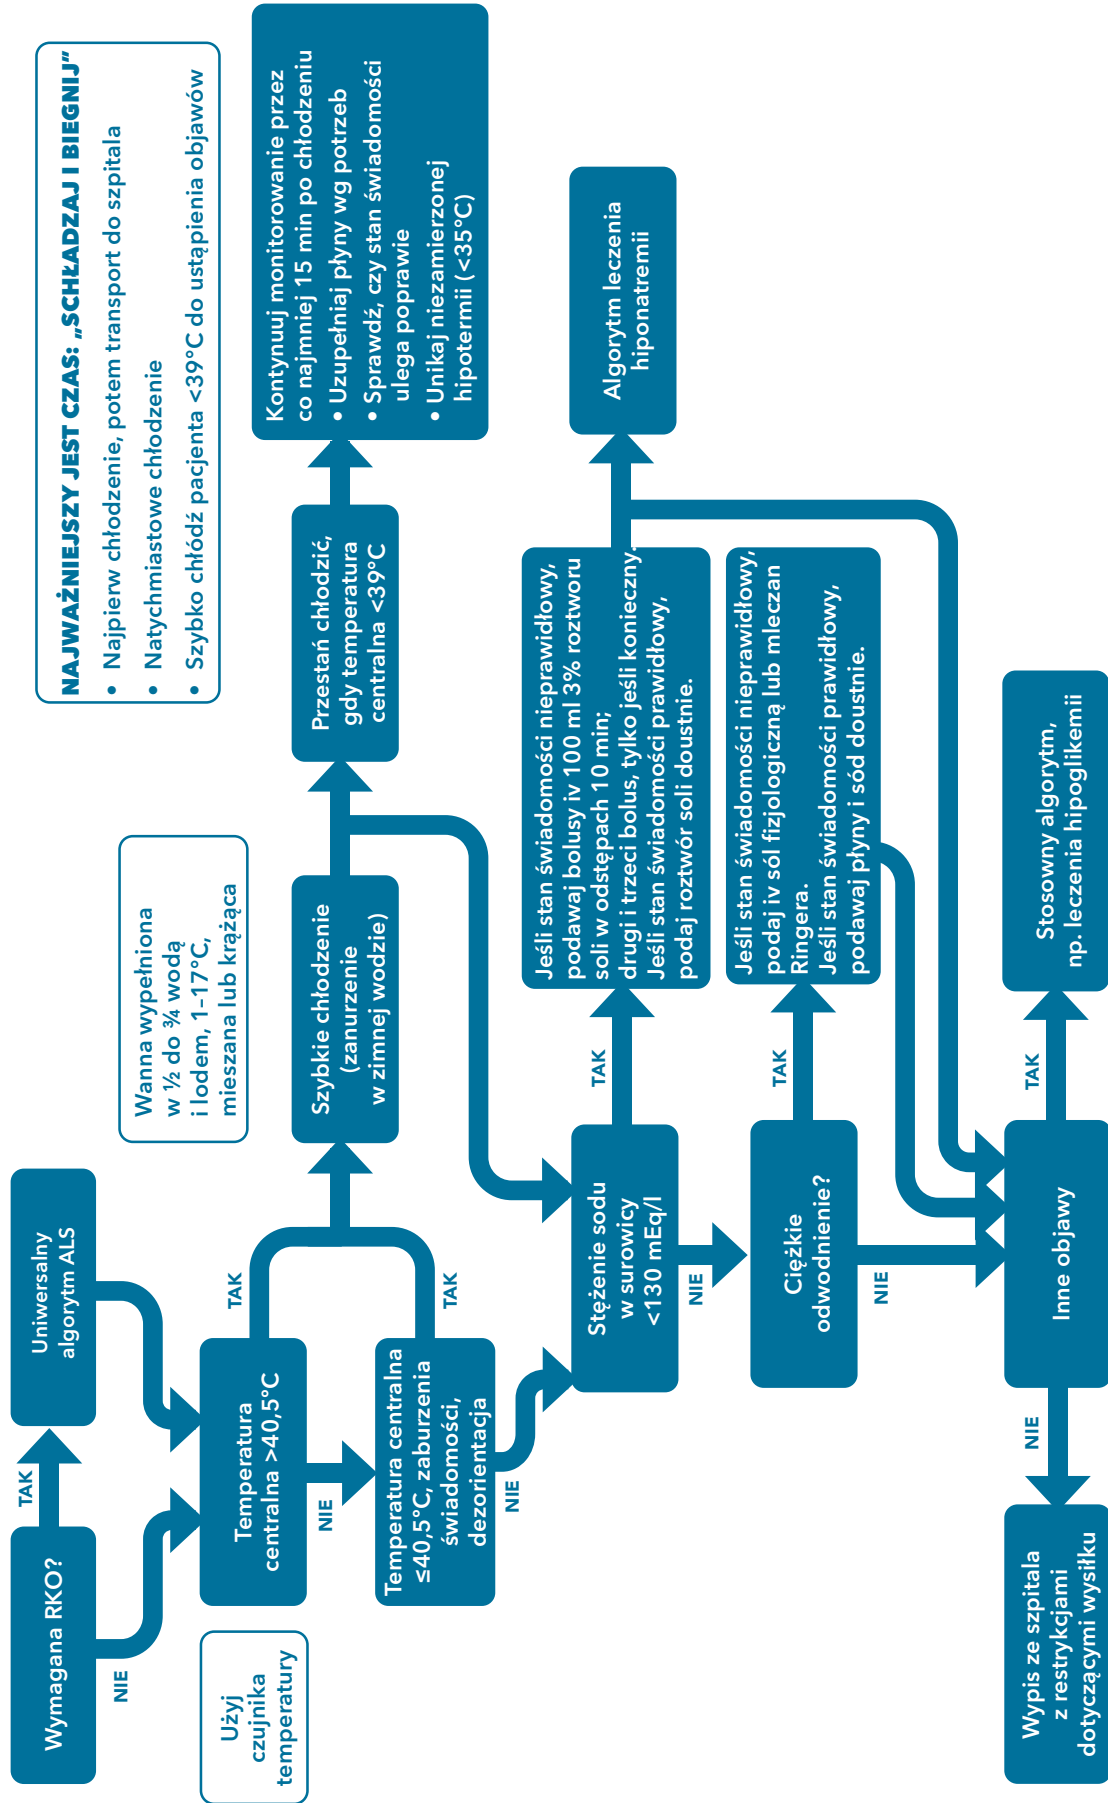 Wymagana RKO?
TAK
Uniwersalny
algorytm ALS
NIE
NAJWAŻNIEJSZY JEST CZAS: „SCHŁADZAJ I BIEGNIJ”
• Najpierw chłodzenie, potem transport do szpitala
• Natychmiastowe chłodzenie
• Szybko chłódź pacjenta <39°C do ustąpienia objawów
Użyj
czujnika
temperatury
Temperatura
centralna >40,5°C
TAK
NIE
Temperatura centralna
≤40,5°C, zaburzenia
świadomości,
dezorientacja
TAK
NIE
Wanna wypełniona
w ½ do ¾ wodą
i lodem, 1–17°C,
mieszana lub krążąca
Szybkie chłodzenie
(zanurzenie
w zimnej wodzie)
Przestań chłodzić,
gdy temperatura
centralna <39°C
Kontynuuj monitorowanie przez
co najmniej 15 min po chłodzeniu
• Uzupełniaj płyny wg potrzeb
• Sprawdź, czy stan świadomości
ulega poprawie
• Unikaj niezamierzonej
hipotermii (<35°C)
Stężenie sodu
w surowicy
<130 mEq/l
TAK
Jeśli stan świadomości nieprawidłowy,
podawaj bolusy iv 100 ml 3% roztworu
soli w odstępach 10 min;
drugi i trzeci bolus, tylko jeśli konieczny.
Jeśli stan świadomości prawidłowy,
podaj roztwór soli doustnie.
Algorytm leczenia
hiponatremii
NIE
Ciężkie
odwodnienie?
TAK
Jeśli stan świadomości nieprawidłowy,
podaj iv sól fizjologiczną lub mleczan
Ringera.
Jeśli stan świadomości prawidłowy,
podawaj płyny i sód doustnie.
NIE
Inne objawy
TAK
Stosowny algorytm,
np. leczenia hipoglikemii
NIE
Wypis ze szpitala
z restrykcjami
dotyczącymi wysiłku